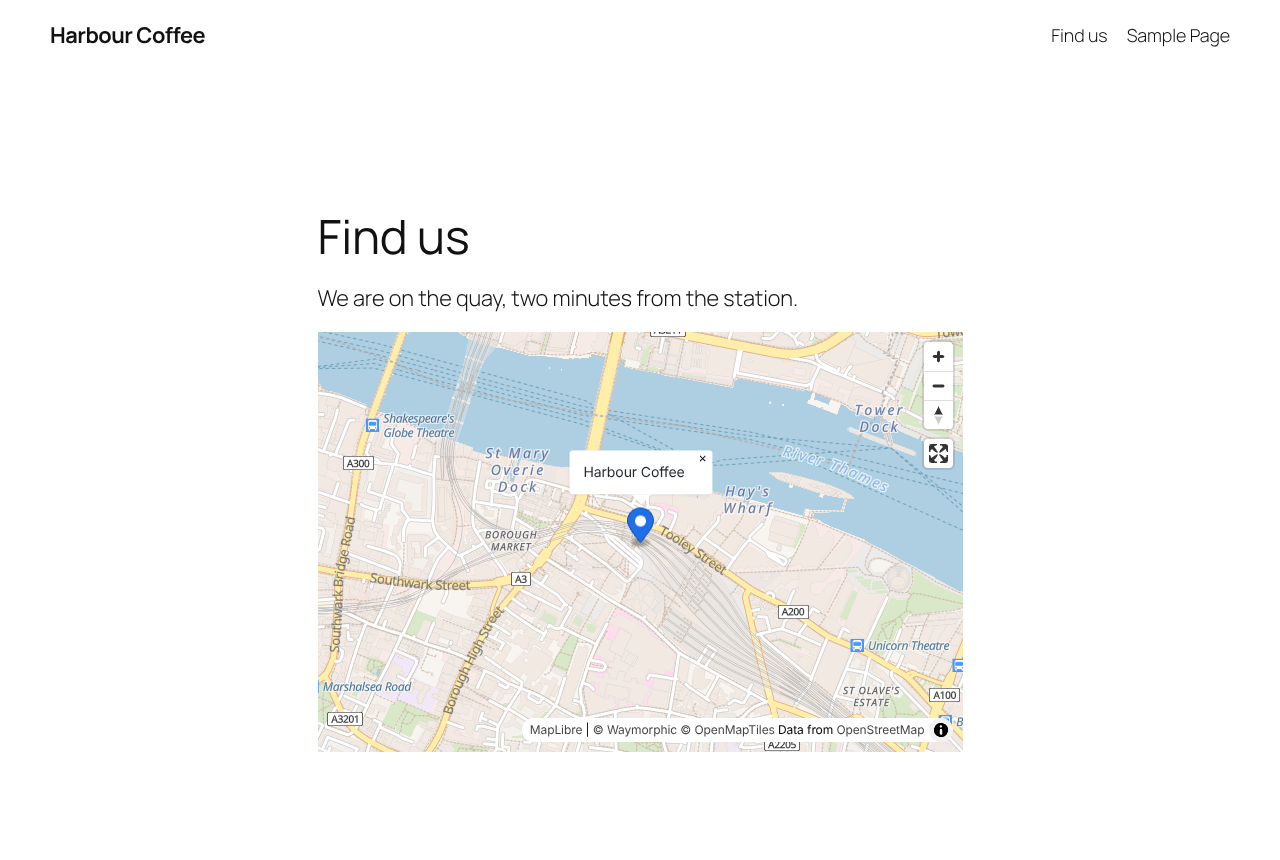 Harbour Coffee
Find us
Sample Page
Find us
We are on the quay, two minutes from the station.
Shakespeare's
Globe Theatre
A300
St Mary
Overie
Dock
Tower
Dock
River Thames
Harbour Coffee
×
Hay's
Wharf
BOROUGH
MARKET
Tooley Street
Southwark Bridge Road
Southwark Street
A3
A200
Borough High Street
Unicorn Theatre
Marshalsea Road
ST OLAVE'S
ESTATE
A100
A3201
MapLibre | © Waymorphic © OpenMapTiles Data from OpenStreetMap
A2205